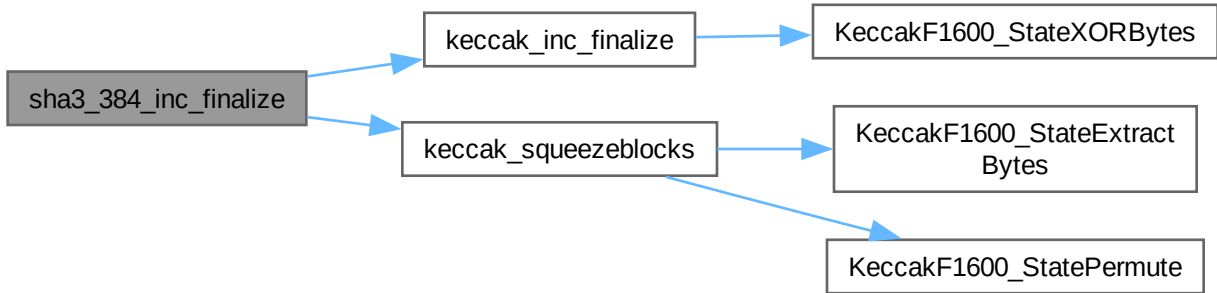 sha3_384_inc_finalize
keccak_inc_finalize
KeccakF1600_StateXORBytes
keccak_squeezeblocks
KeccakF1600_StateExtract
Bytes
KeccakF1600_StatePermute